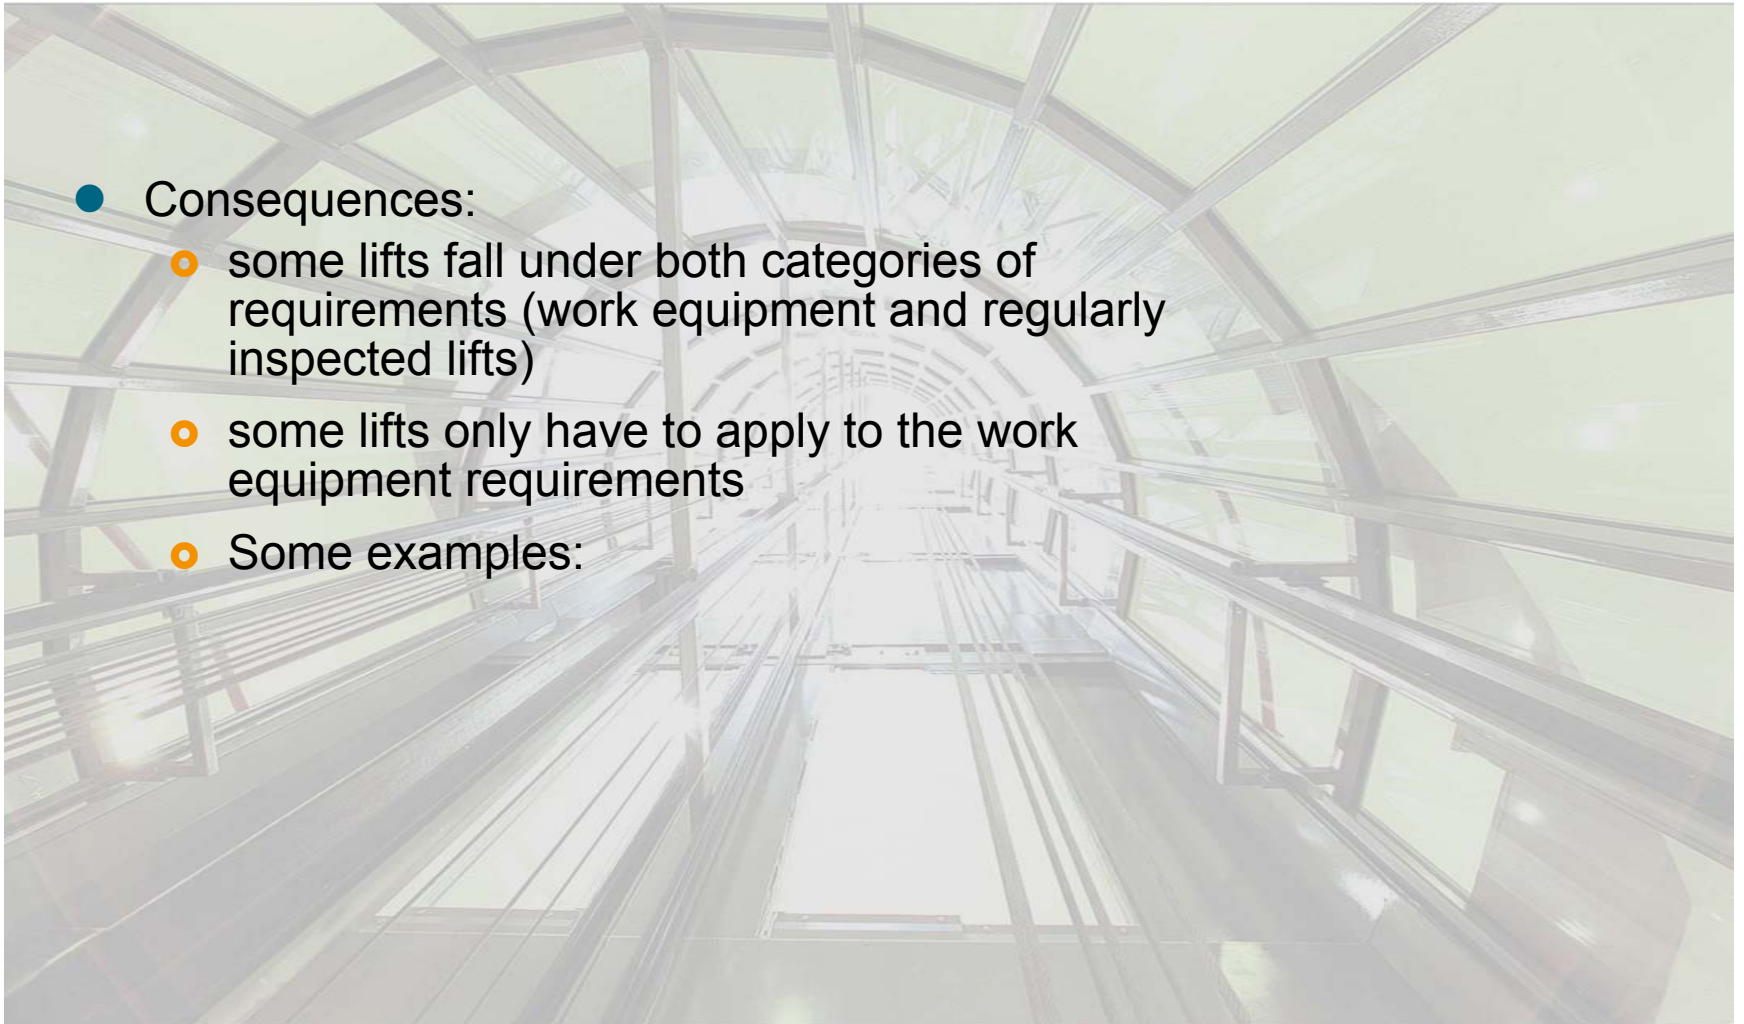 Consequences:
some lifts fall under both categories of
requirements (work equipment and regularly
inspected lifts)
some lifts only have to apply to the work
equipment requirements
Some examples: